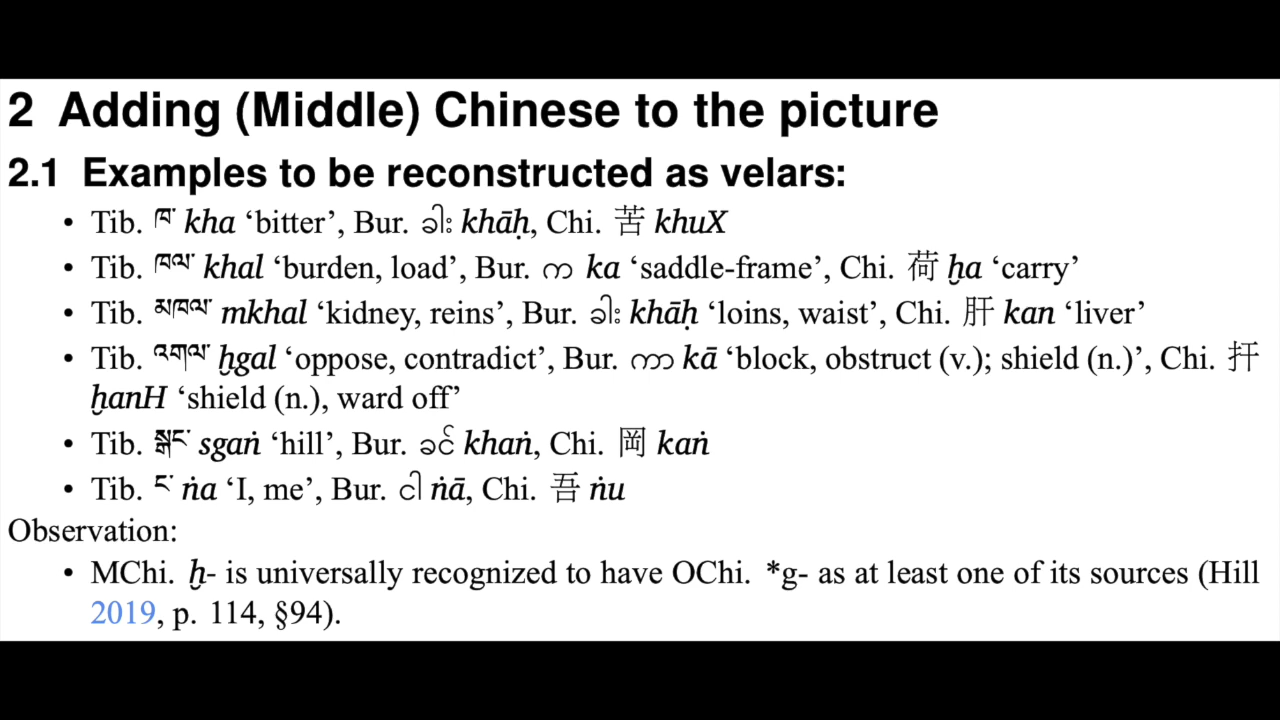 2 Adding (Middle) Chinese to the picture
2.1 Examples to be reconstructed as velars:
• Tib. ཁ་ kha ‘bitter’, Bur. ခါး khāḥ, Chi. 苦 khuX
• Tib. ཁལ་ khal ‘burden, load’, Bur. က ka ‘saddle-frame’, Chi. 荷 ḫa ‘carry’
• Tib. མཁལ་ mkhal ‘kidney, reins’, Bur. ခါး khāḥ ‘loins, waist’, Chi. 肝 kan ‘liver’
• Tib. འགལ་ ḫgal ‘oppose, contradict’, Bur. ကာ kā ‘block, obstruct (v.); shield (n.)’, Chi. 扞
ḫanH ‘shield (n.), ward off’
• Tib. སྒང་ sgaṅ ‘hill’, Bur. ခင် khaṅ, Chi. 岡 kaṅ
• Tib. ང་ ṅa ‘I, me’, Bur. ငါ ṅā, Chi. 吾 ṅu
Observation:
• MChi. ḫ- is universally recognized to have OChi. *g- as at least one of its sources (Hill
2019, p. 114, §94).